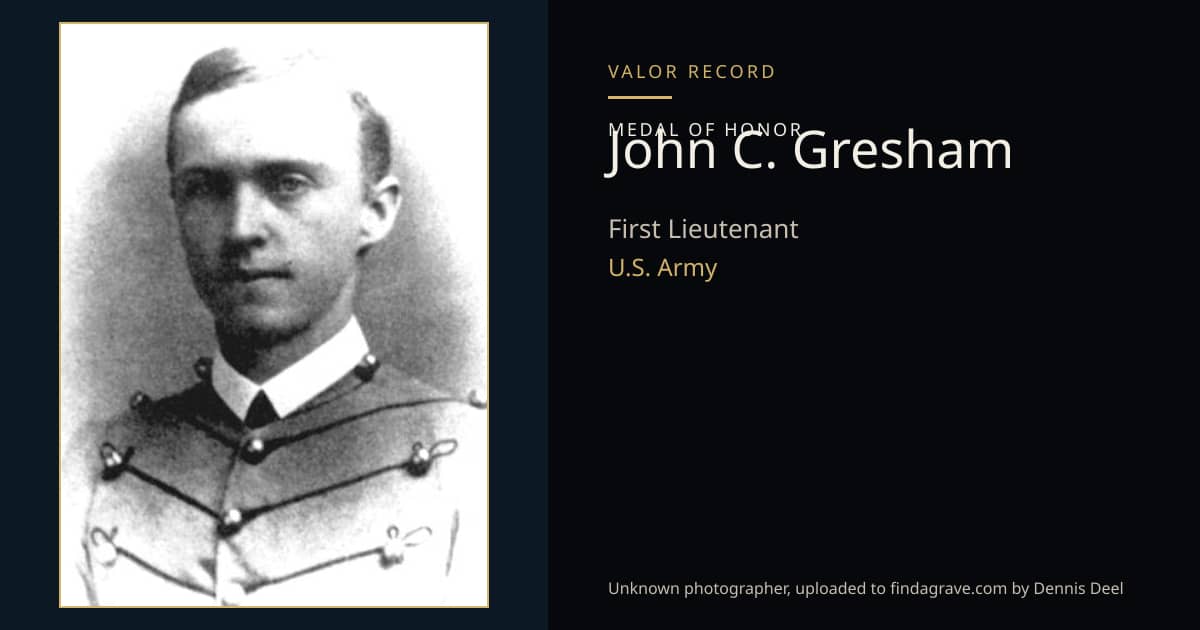 VALOR RECORD
MEDAL OF HONOR
John C. Gresham
First Lieutenant
U.S. Army
Unknown photographer, uploaded to findagrave.com by Dennis Deel